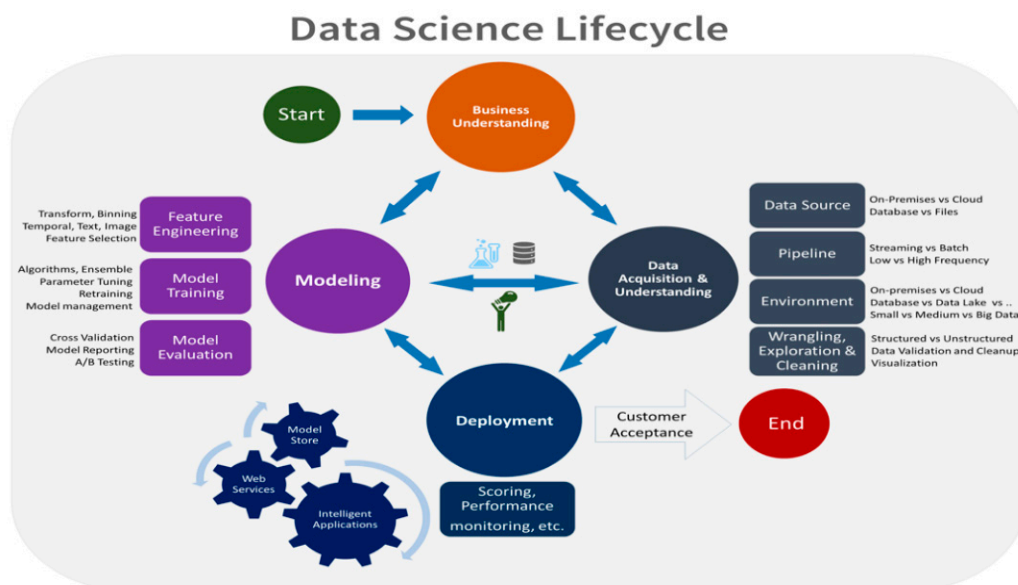 Data Science Lifecycle
Start
Business
Understanding
Transform, Binning
Temporal, Text, Image
Feature Selection
Feature
Engineering
Algorithms, Ensemble
Parameter Tuning
Retraining
Model management
Model
Training
Cross Validation
Model Reporting
A/B Testing
Model
Evaluation
Modeling
Data
Acquisition &
Understanding
Data Source
On-Premises vs Cloud
Database vs Files
Pipeline
Streaming vs Batch
Low vs High Frequency
Environment
On-premises vs Cloud
Database vs Data Lake vs ..
Small vs Medium vs Big Data
Wrangling,
Exploration &
Cleaning
Structured vs Unstructured
Data Validation and Cleanup
Visualization
Deployment
Customer
Acceptance
End
Model
Store
Web
Services
Intelligent
Applications
Scoring,
Performance
monitoring, etc.